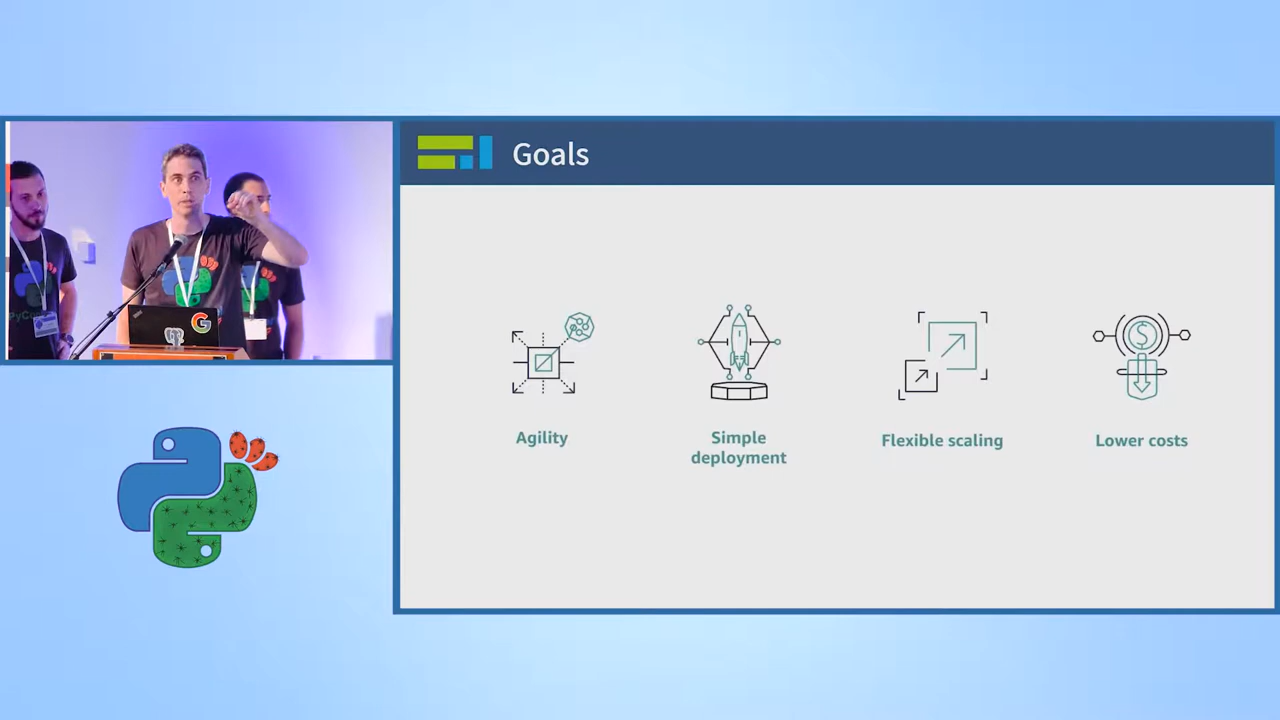 Goals
Agility
Simple
deployment
Flexible scaling
Lower costs
G